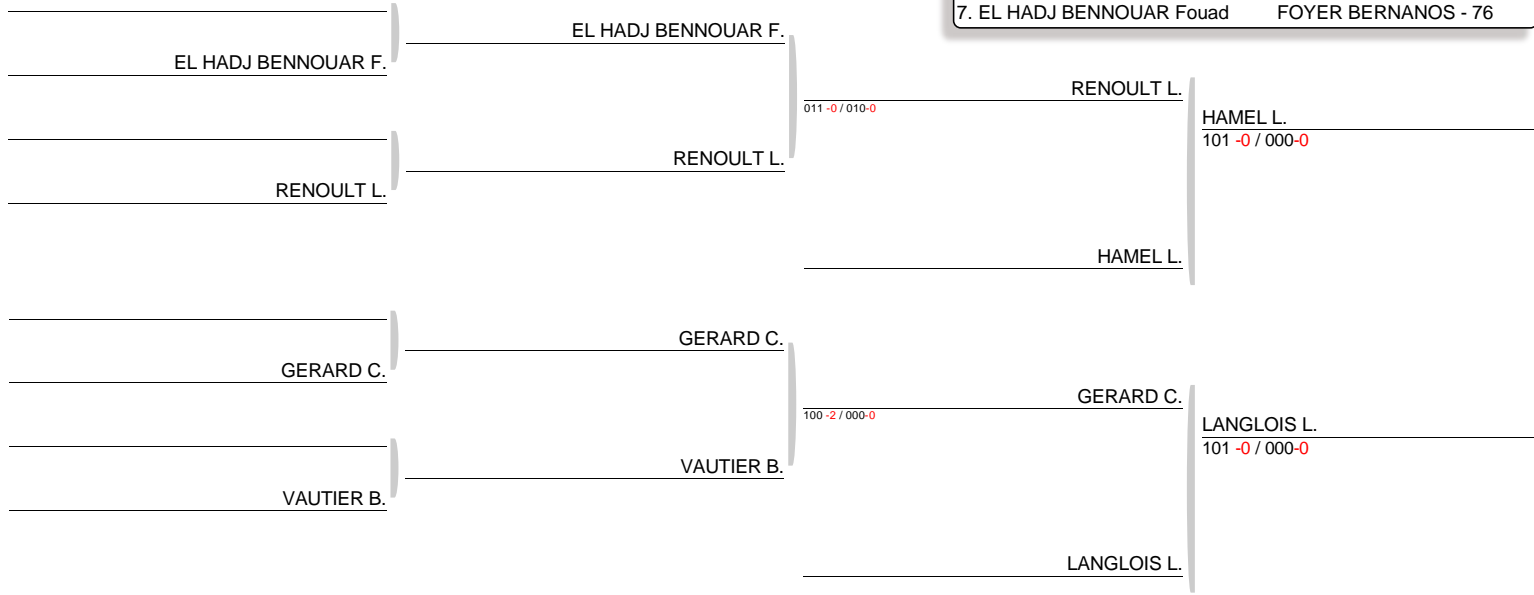 7. EL HADJ BENNOUAR Fouad FOYER BERNANOS - 76
EL HADJ BENNOUAR F.
EL HADJ BENNOUAR F.
RENOULT L.
011 -0 / 010-0
HAMEL L.
101 -0 / 000-0
RENOULT L.
RENOULT L.
HAMEL L.
GERARD C.
GERARD C.
GERARD C.
100 -2 / 000-0
LANGLOIS L.
101 -0 / 000-0
VAUTIER B.
VAUTIER B.
LANGLOIS L.